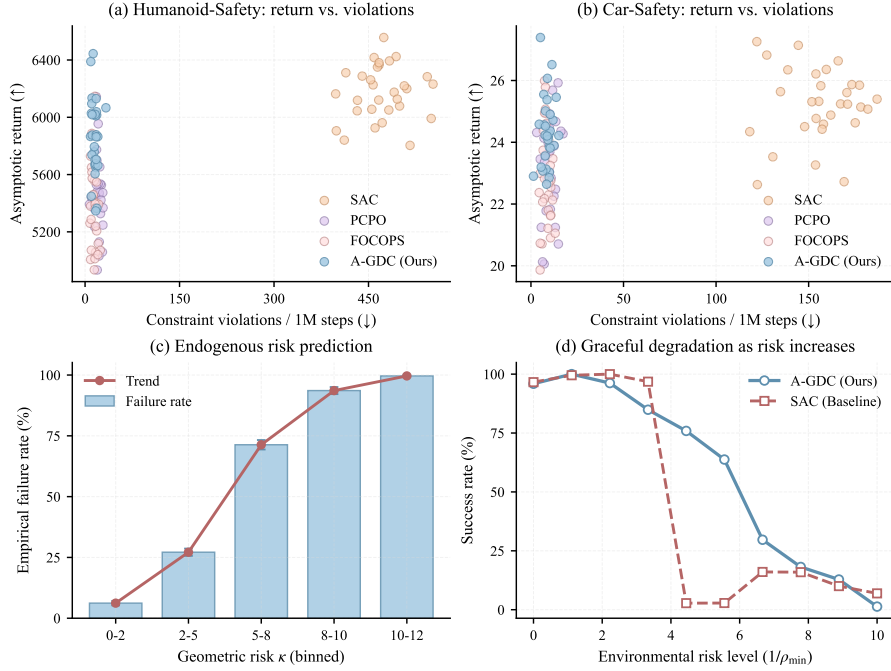 (a) Humanoid-Safety: return vs. violations
Asymptotic return (↑)
6400
6000
5600
5200
0
150
300
450
Constraint violations / 1M steps (↓)
SAC
PCPO
FOCOPS
A-GDC (Ours)
(b) Car-Safety: return vs. violations
Asymptotic return (↑)
26
24
22
20
0
50
100
150
Constraint violations / 1M steps (↓)
SAC
PCPO
FOCOPS
A-GDC (Ours)
(c) Endogenous risk prediction
Empirical failure rate (%)
100
75
50
25
0
Trend
Failure rate
0-2
2-5
5-8
8-10
10-12
Geometric risk κ (binned)
(d) Graceful degradation as risk increases
Success rate (%)
100
75
50
25
0
A-GDC (Ours)
SAC (Baseline)
0
2
4
6
8
10
Environmental risk level (1/ρmin)